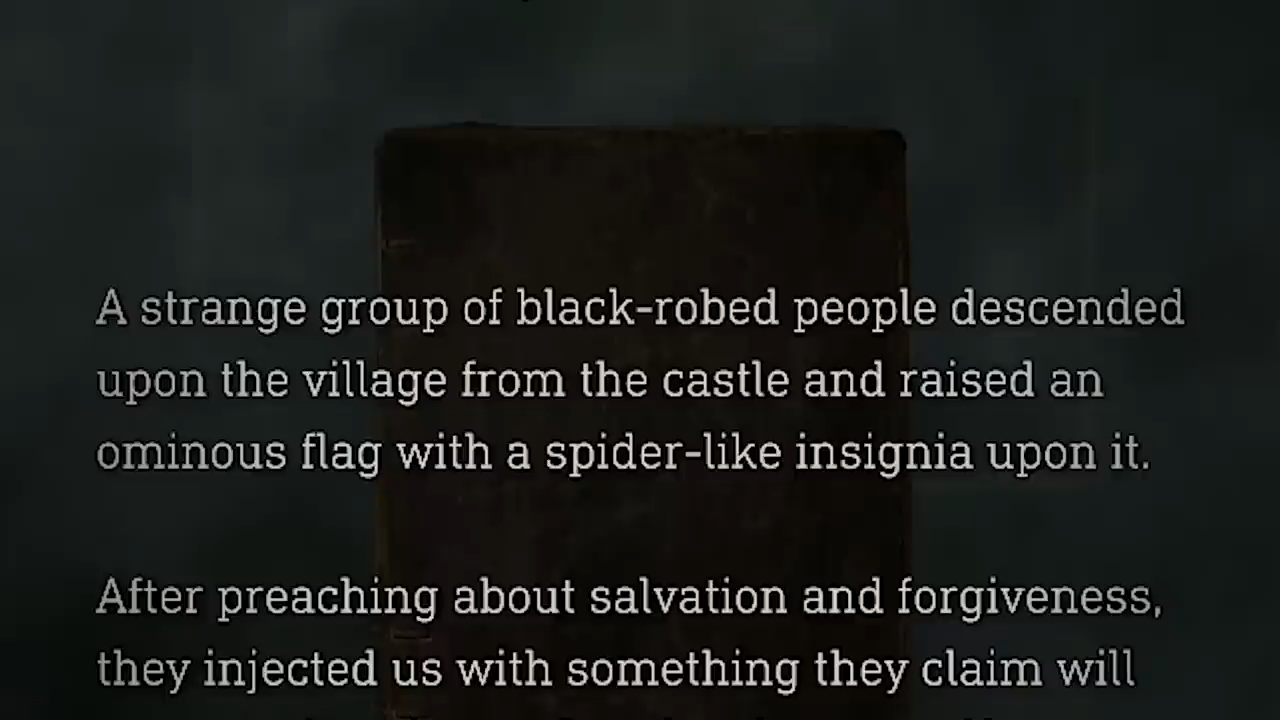 A strange group of black-robed people descended
upon the village from the castle and raised an
ominous flag with a spider-like insignia upon it.
After preaching about salvation and forgiveness,
they injected us with something they claim will